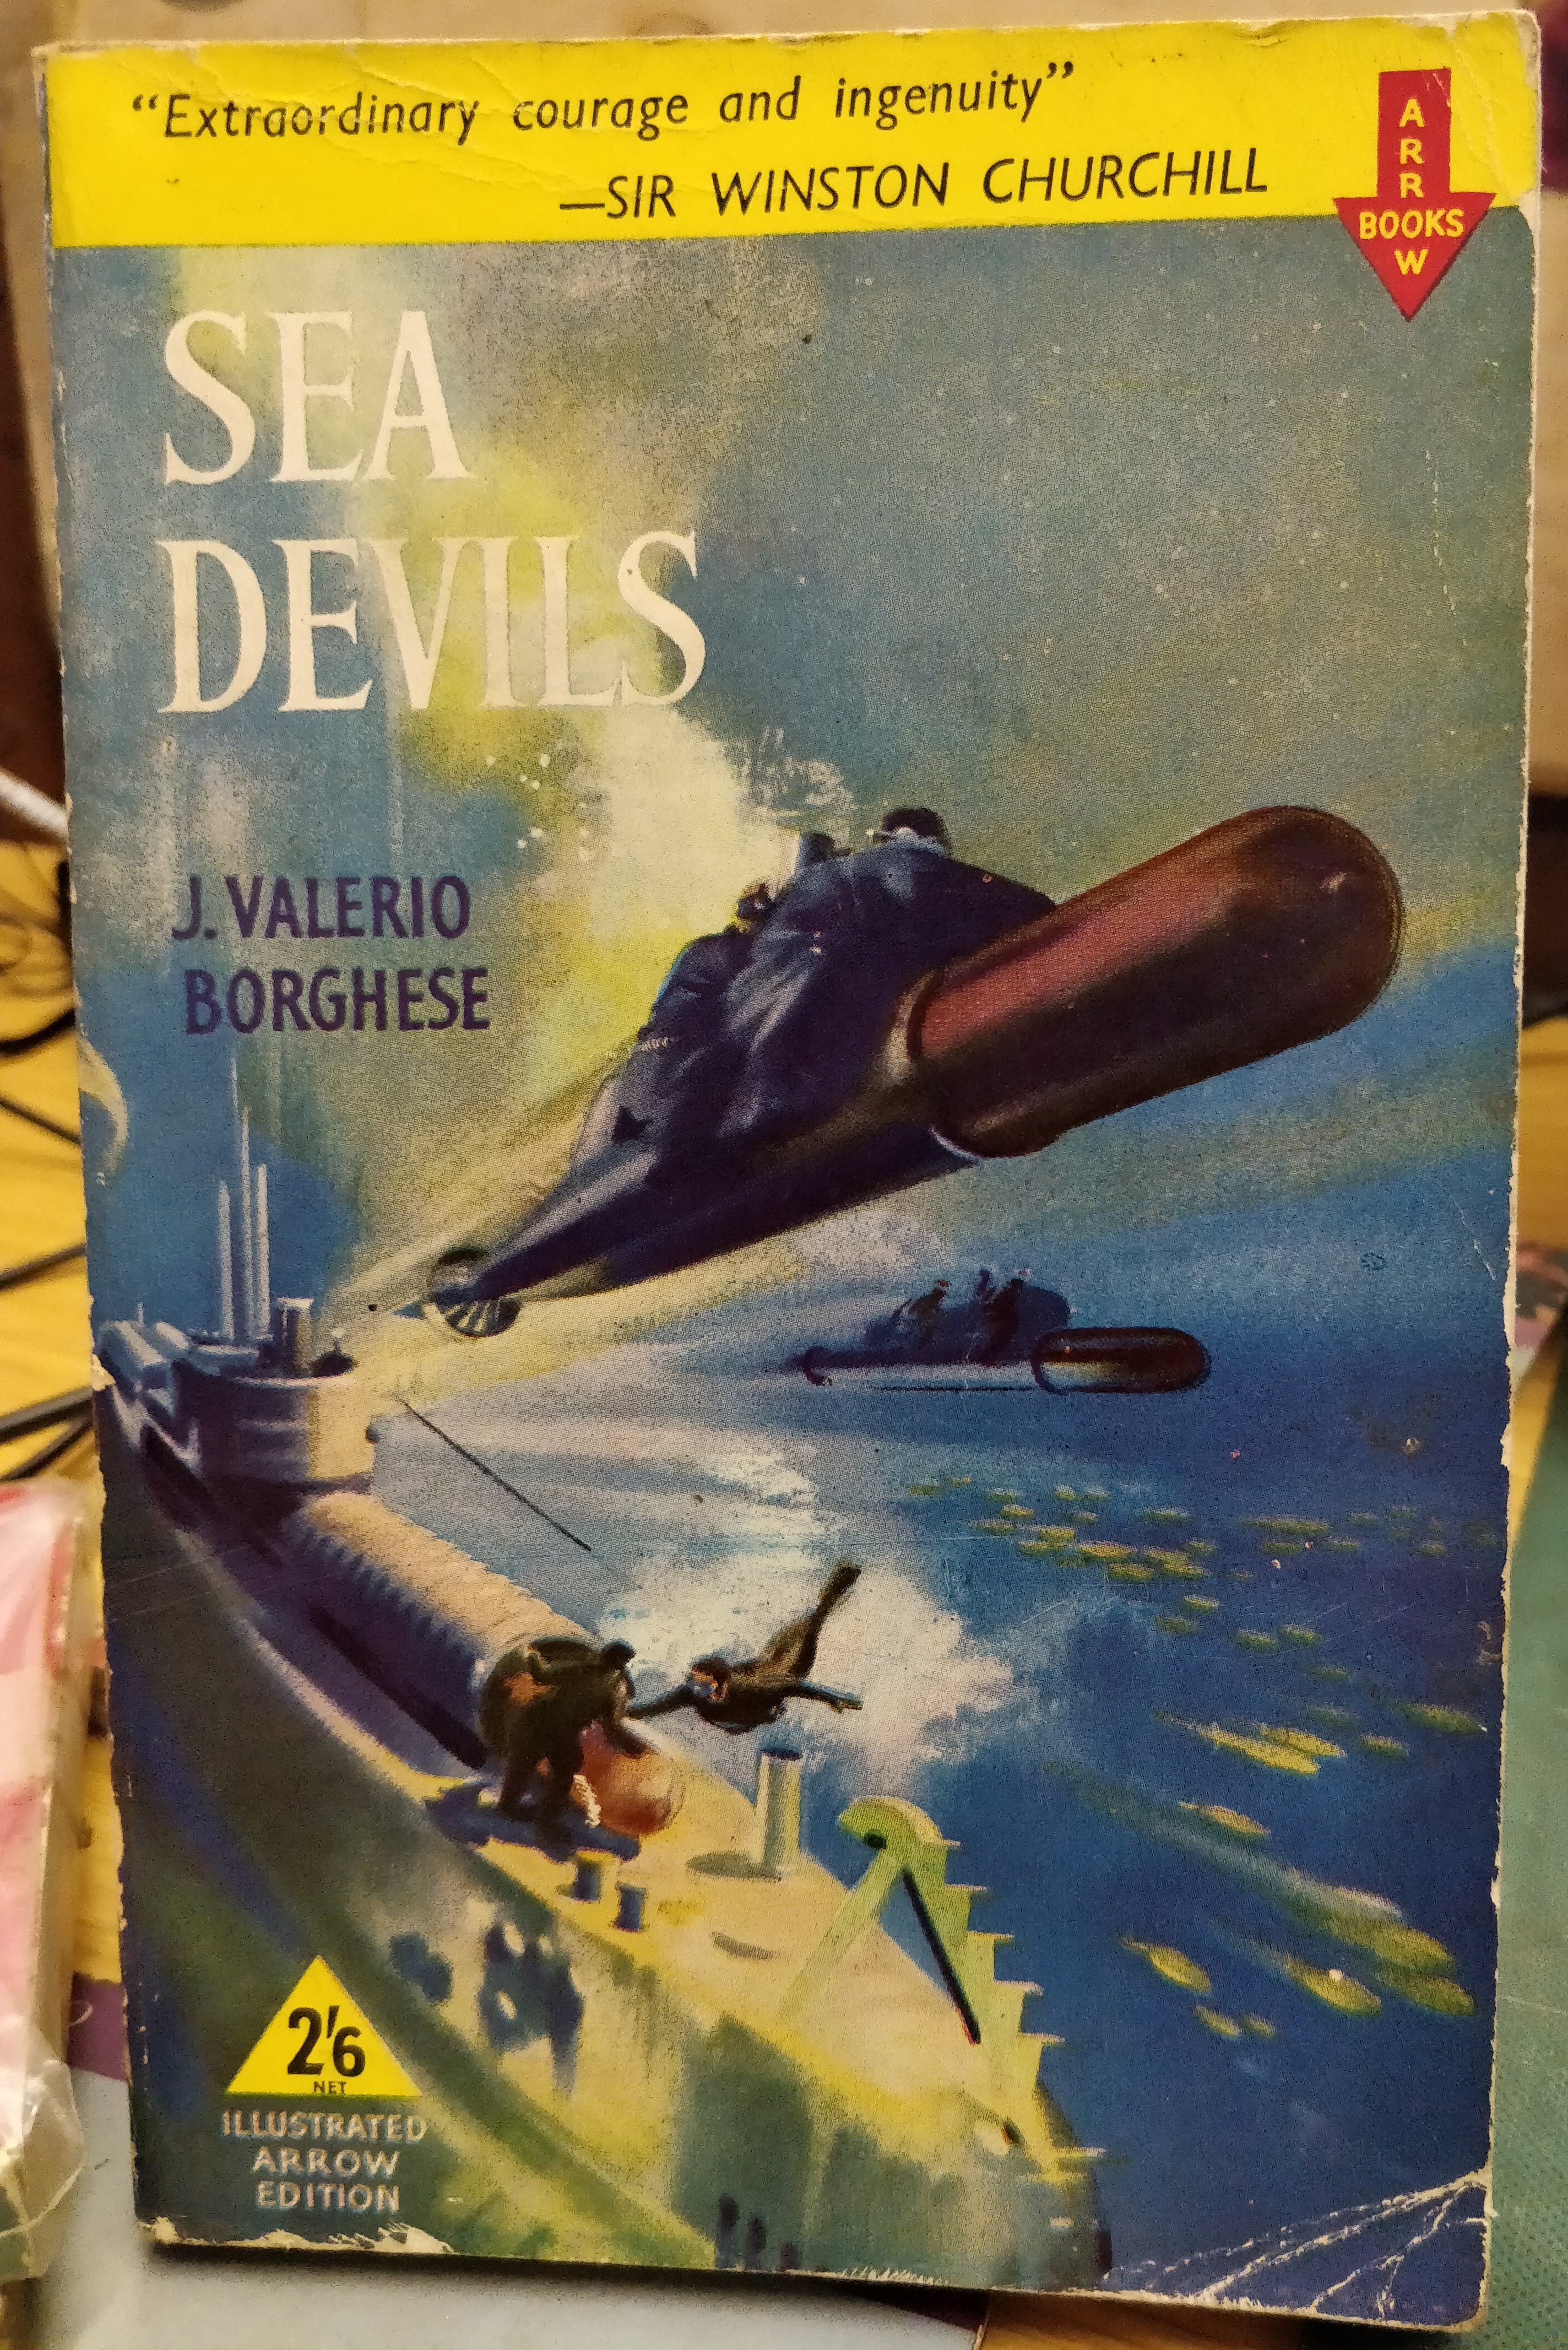 “Extraordinary courage and ingenuity”
—SIR WINSTON CHURCHILL
ARROW
BOOKS
SEA
DEVILS
J. VALERIO
BORGHESE
2'6
NET
ILLUSTRATED
ARROW
EDITION